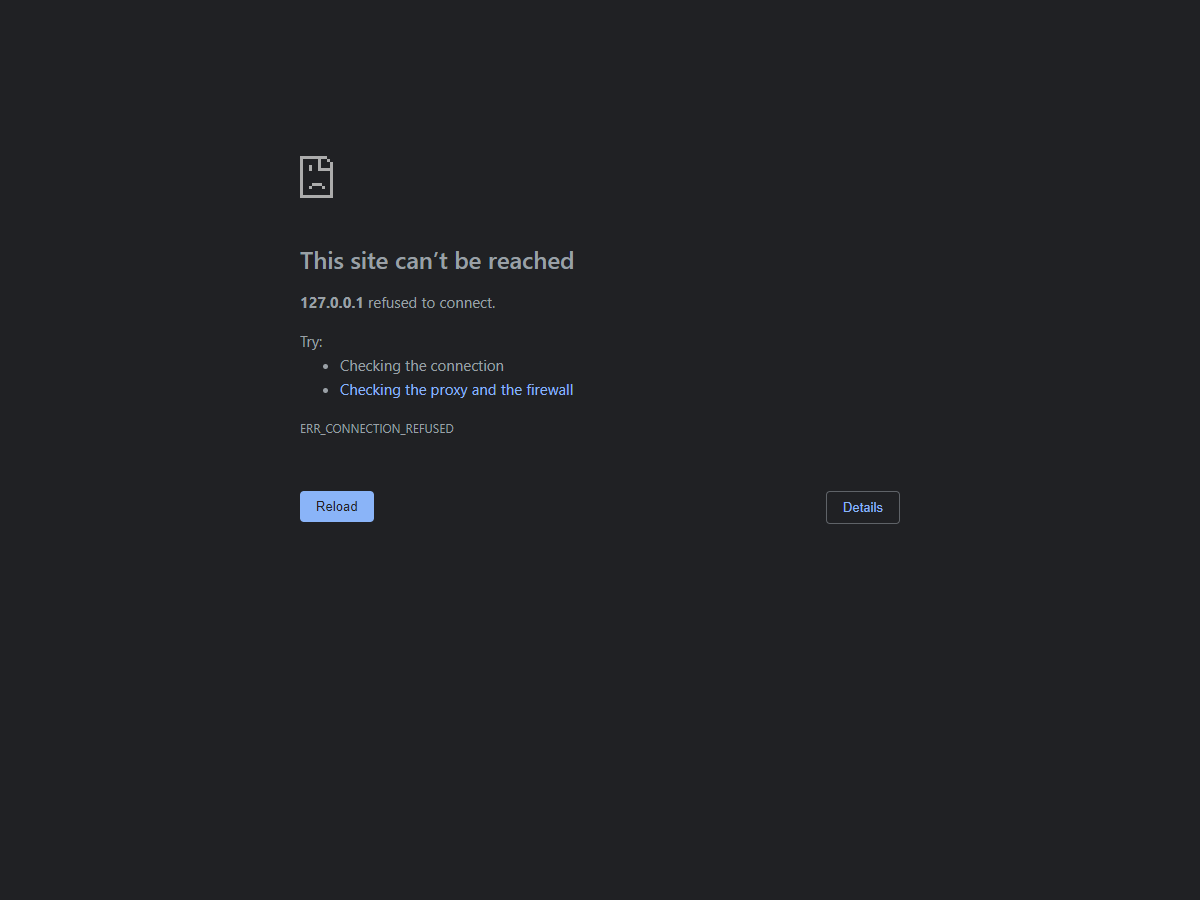 This site can’t be reached
127.0.0.1 refused to connect.
Try:
• Checking the connection
• Checking the proxy and the firewall
ERR_CONNECTION_REFUSED
Reload
Details